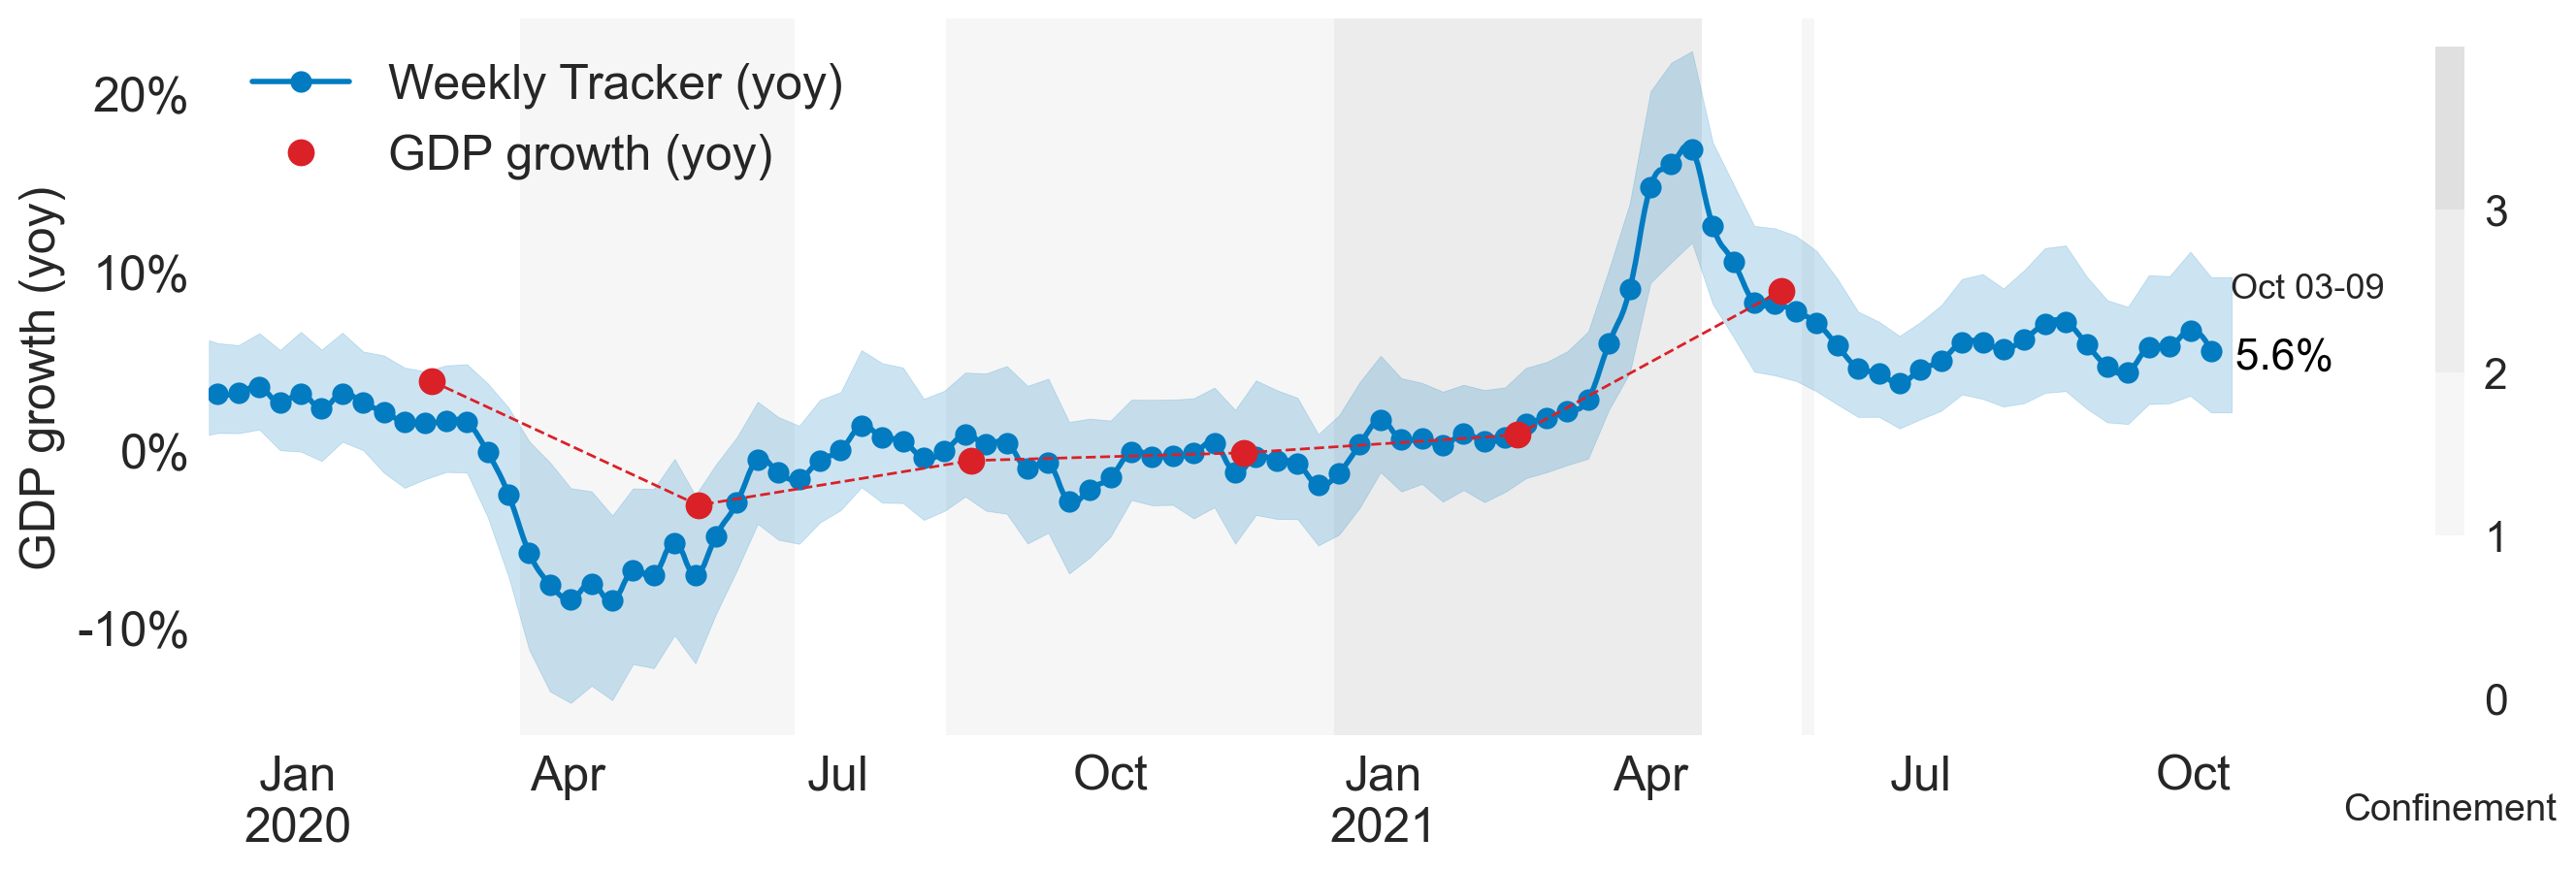 Weekly Tracker (yoy)
GDP growth (yoy)
GDP growth (yoy)
20%
10%
0%
-10%
Oct 03-09
5.6%
Jan
2020
Apr
Jul
Oct
Jan
2021
Apr
Jul
Oct
3
2
1
0
Confinement